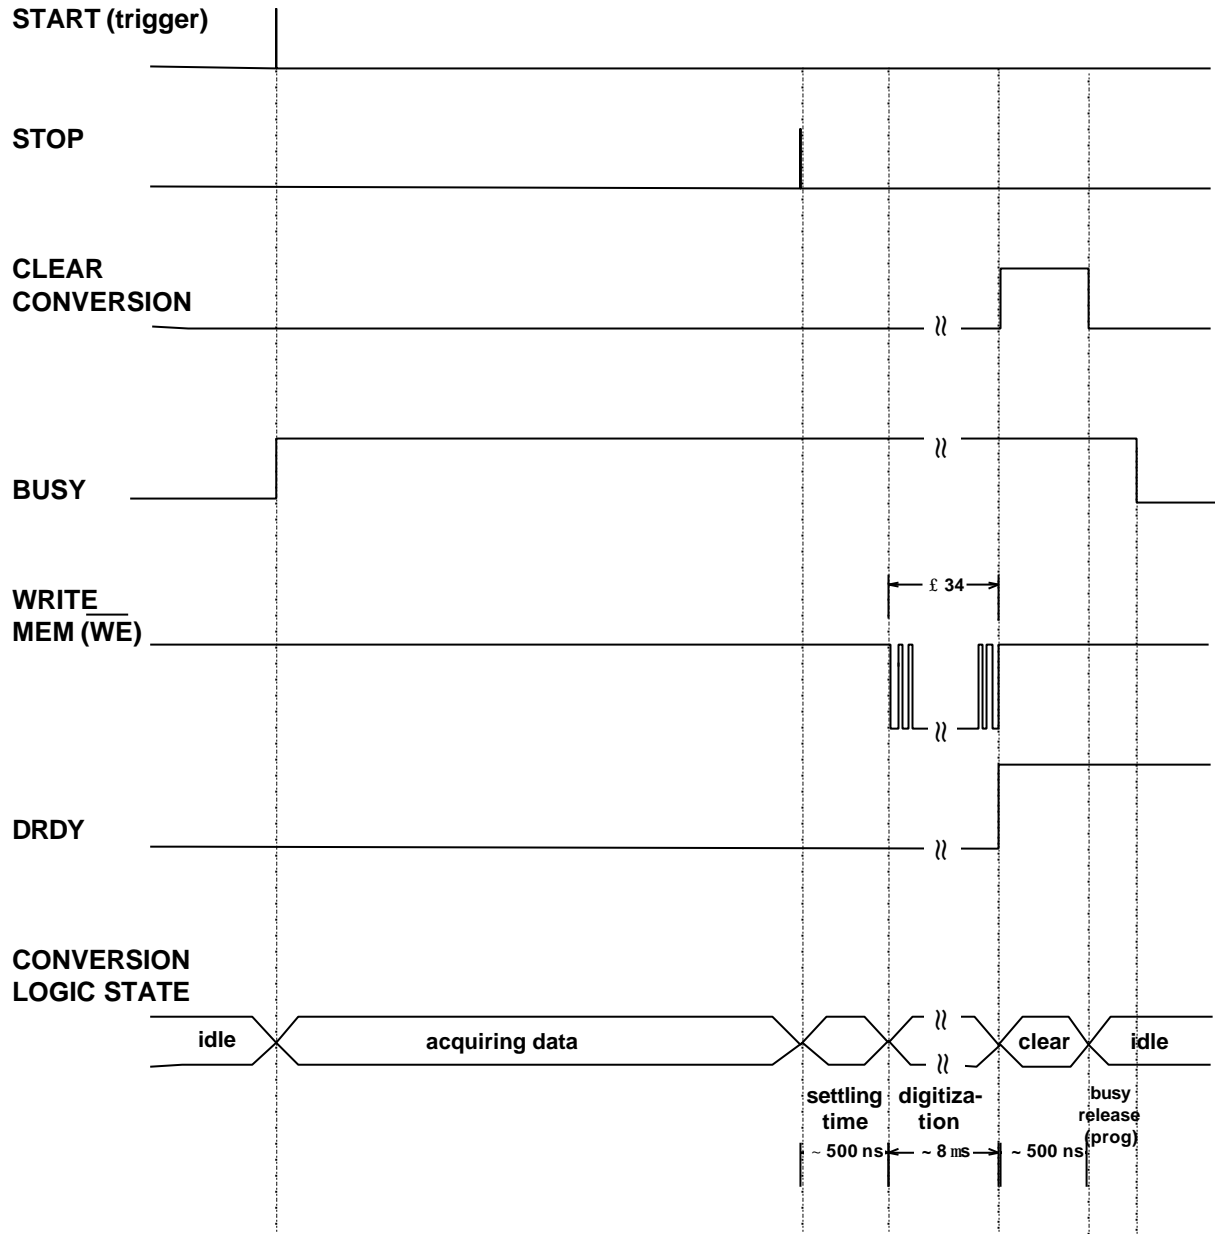 START (trigger)
STOP
CLEAR
CONVERSION
BUSY
£ 34
WRITE
MEM (WE)
DRDY
CONVERSION
LOGIC STATE
idle
acquiring data
clear
idle
settling
time
digitiza-
tion
busy
release
(prog)
~ 500 ns
~ 8 ms
~ 500 ns